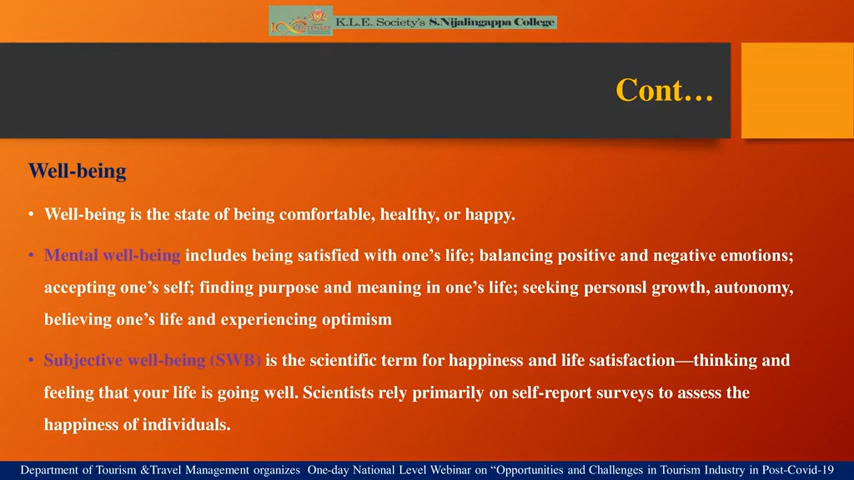 K.L.E. Society's S.Nijalingappa College
Cont…
Well-being
• Well-being is the state of being comfortable, healthy, or happy.
• Mental well-being includes being satisfied with one's life; balancing positive and negative emotions;
accepting one's self; finding purpose and meaning in one's life; seeking personsl growth, autonomy,
believing one's life and experiencing optimism
• Subjective well-being (SWB) is the scientific term for happiness and life satisfaction—thinking and
feeling that your life is going well. Scientists rely primarily on self-report surveys to assess the
happiness of individuals.
Department of Tourism &Travel Management organizes One-day National Level Webinar on “Opportunities and Challenges in Tourism Industry in Post-Covid-19